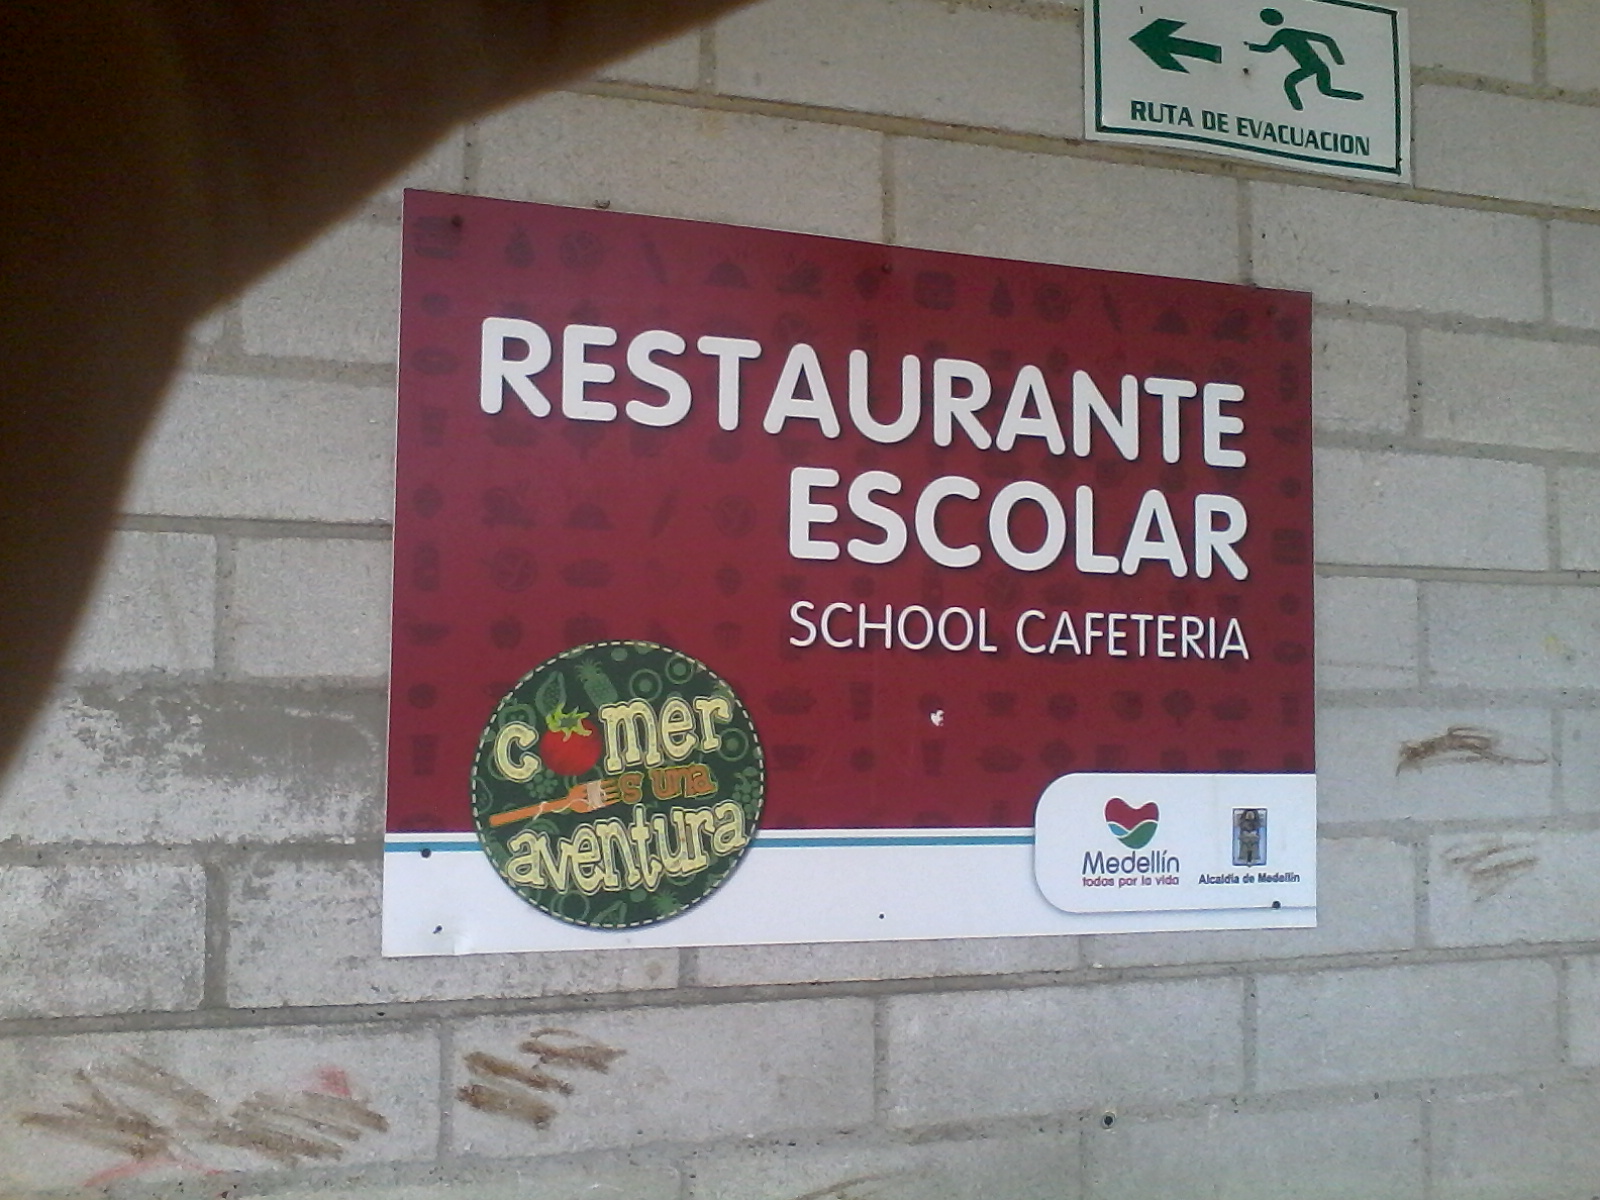 RUTA DE EVACUACION
RESTAURANTE
ESCOLAR
SCHOOL CAFETERIA
comer
es una
aventura
Medellín
todos por la vida
Alcaldía de Medellín